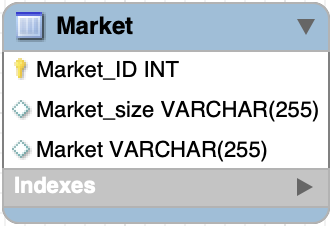 Market
Market_ID INT
Market_size VARCHAR(255)
Market VARCHAR(255)
Indexes